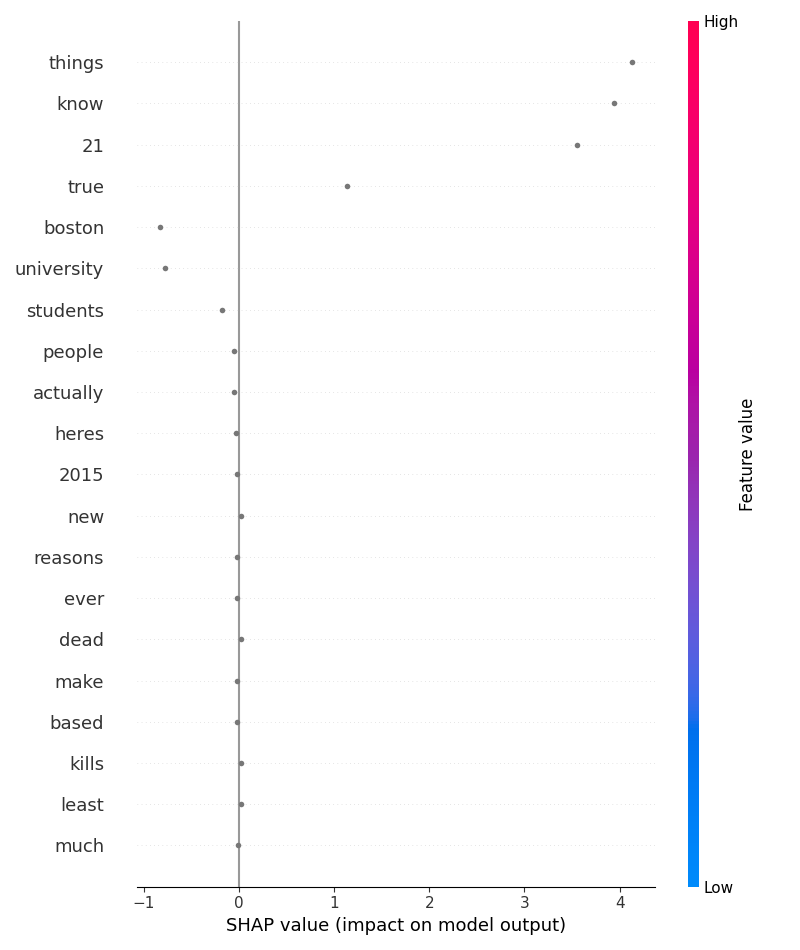 High
things
know
21
true
boston
university
students
people
actually
heres
2015
new
reasons
ever
dead
make
based
kills
least
much
Feature value
Low
−1 0 1 2 3 4
SHAP value (impact on model output)